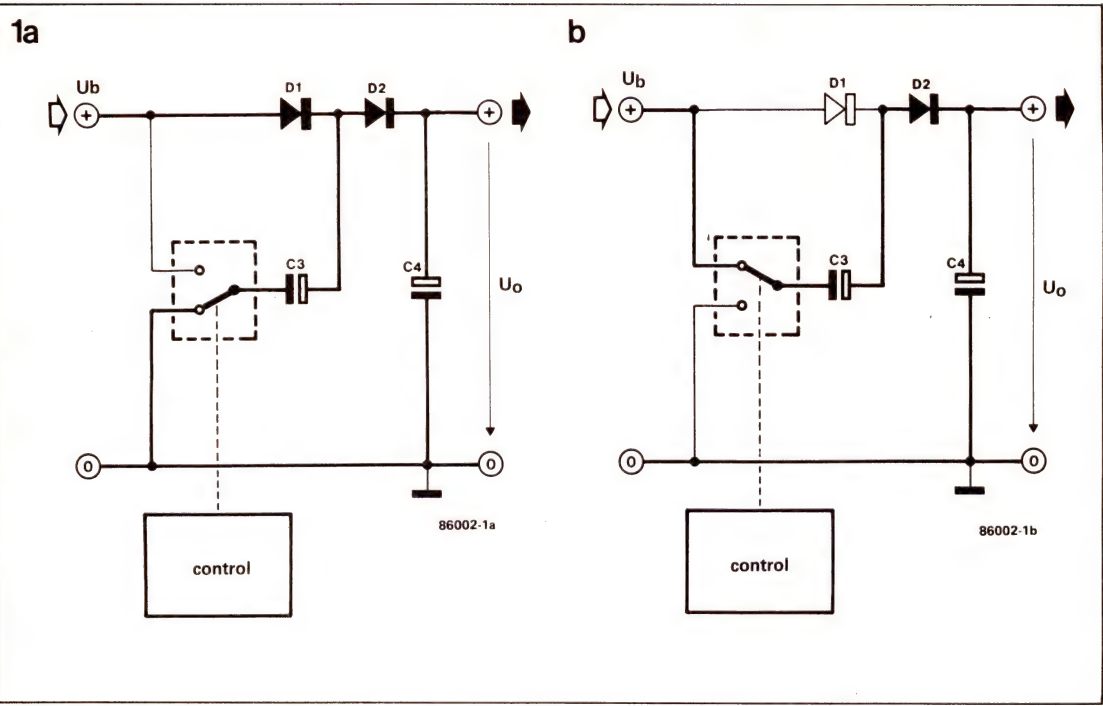 1a
Ub
+
D1
D2
+
C3
C4
Uo
0
0
86002-1a
control
b
Ub
+
D1
D2
+
C3
C4
Uo
0
0
86002-1b
control